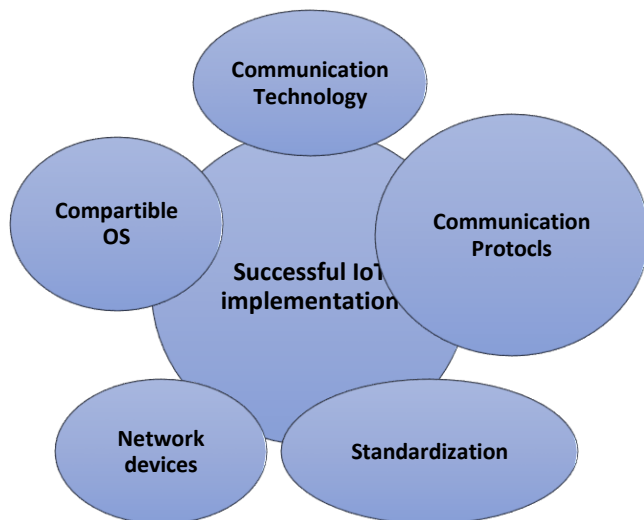 Communication
Technology
Compartible
OS
Communication
Protocls
Successful IoT
implementation
Network
devices
Standardization